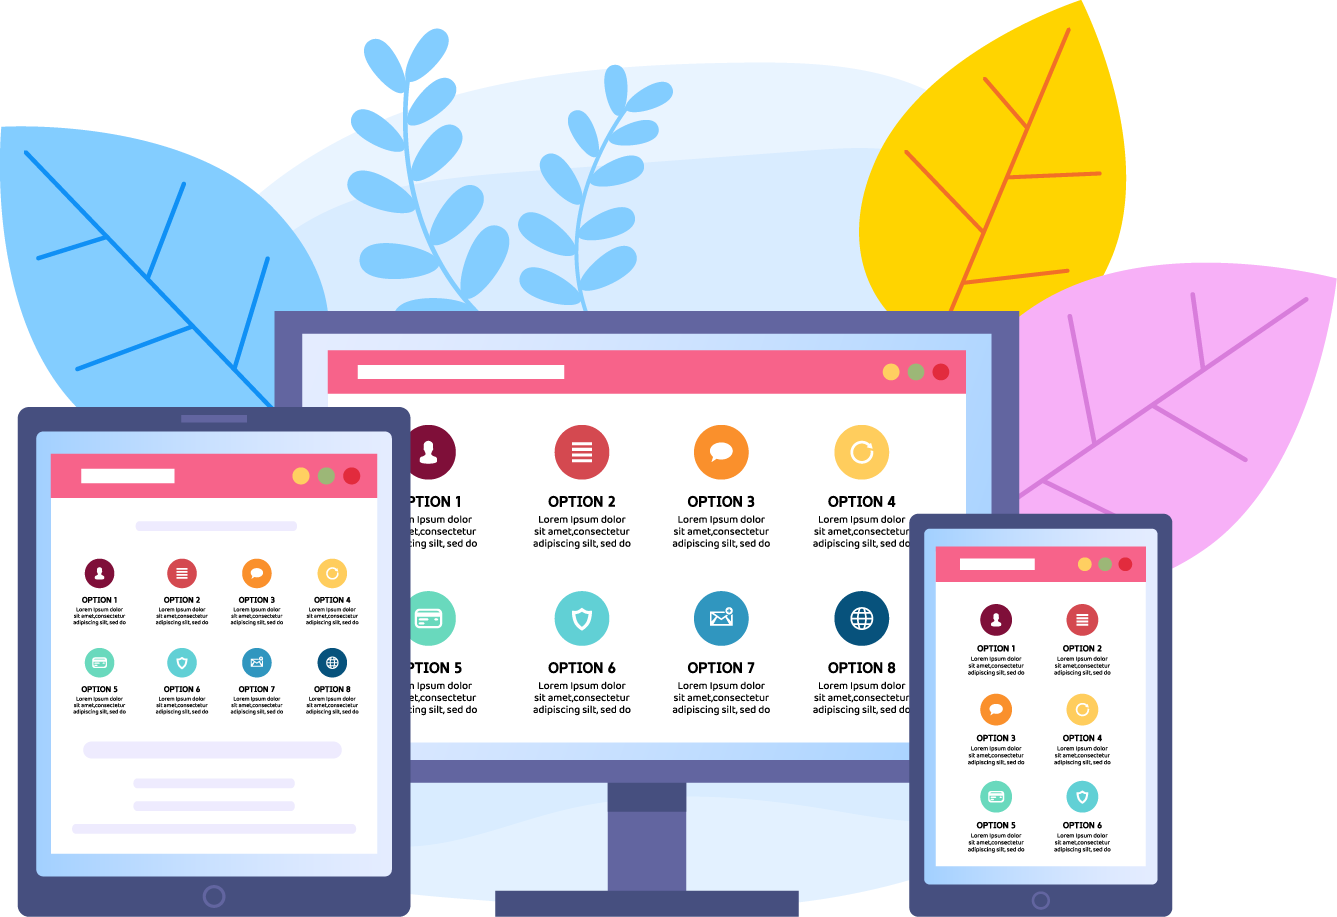 PTION 1
n Ipsum dolor
et,consectetur
cing silt, sed do
OPTION 2
Lorem Ipsum dolor
sit amet,consectetur
adipiscing silt, sed do
OPTION 3
Lorem Ipsum dolor
sit amet,consectetur
adipiscing silt, sed do
OPTION 4
Lorem Ipsum dolor
sit amet,consectetur
adipiscing silt, sed do
PTION 5
n Ipsum dolor
et,consectetur
cing silt, sed do
OPTION 6
Lorem Ipsum dolor
sit amet,consectetur
adipiscing silt, sed do
OPTION 7
Lorem Ipsum dolor
sit amet,consectetur
adipiscing silt, sed do
OPTION 8
Lorem Ipsum dolor
sit amet,consectetur
adipiscing silt, sed do
OPTION 1
Lorem Ipsum dolor
sit amet,consectetur
adipiscing silt, sed do
OPTION 2
Lorem Ipsum dolor
sit amet,consectetur
adipiscing silt, sed do
OPTION 3
Lorem Ipsum dolor
sit amet,consectetur
adipiscing silt, sed do
OPTION 4
Lorem Ipsum dolor
sit amet,consectetur
adipiscing silt, sed do
OPTION 5
Lorem Ipsum dolor
sit amet,consectetur
adipiscing silt, sed do
OPTION 6
Lorem Ipsum dolor
sit amet,consectetur
adipiscing silt, sed do
OPTION 7
Lorem Ipsum dolor
sit amet,consectetur
adipiscing silt, sed do
OPTION 8
Lorem Ipsum dolor
sit amet,consectetur
adipiscing silt, sed do
OPTION 1
Lorem Ipsum dolor
sit amet,consectetur
adipiscing silt, sed do
OPTION 2
Lorem Ipsum dolor
sit amet,consectetur
adipiscing silt, sed do
OPTION 3
Lorem Ipsum dolor
sit amet,consectetur
adipiscing silt, sed do
OPTION 4
Lorem Ipsum dolor
sit amet,consectetur
adipiscing silt, sed do
OPTION 5
Lorem Ipsum dolor
sit amet,consectetur
adipiscing silt, sed do
OPTION 6
Lorem Ipsum dolor
sit amet,consectetur
adipiscing silt, sed do